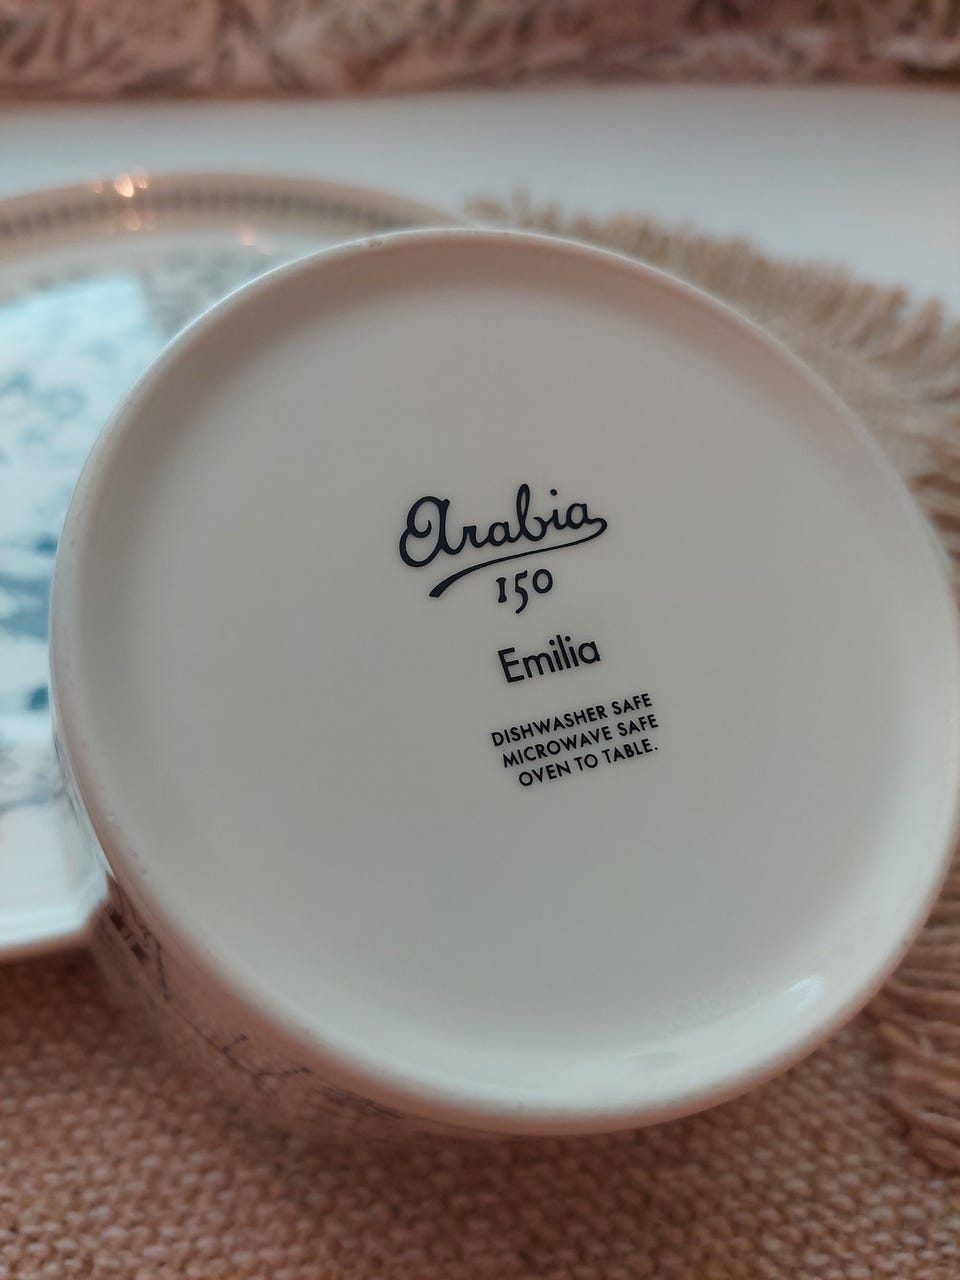 Arabia
150
Emilia
DISHWASHER SAFE
MICROWAVE SAFE
OVEN TO TABLE.